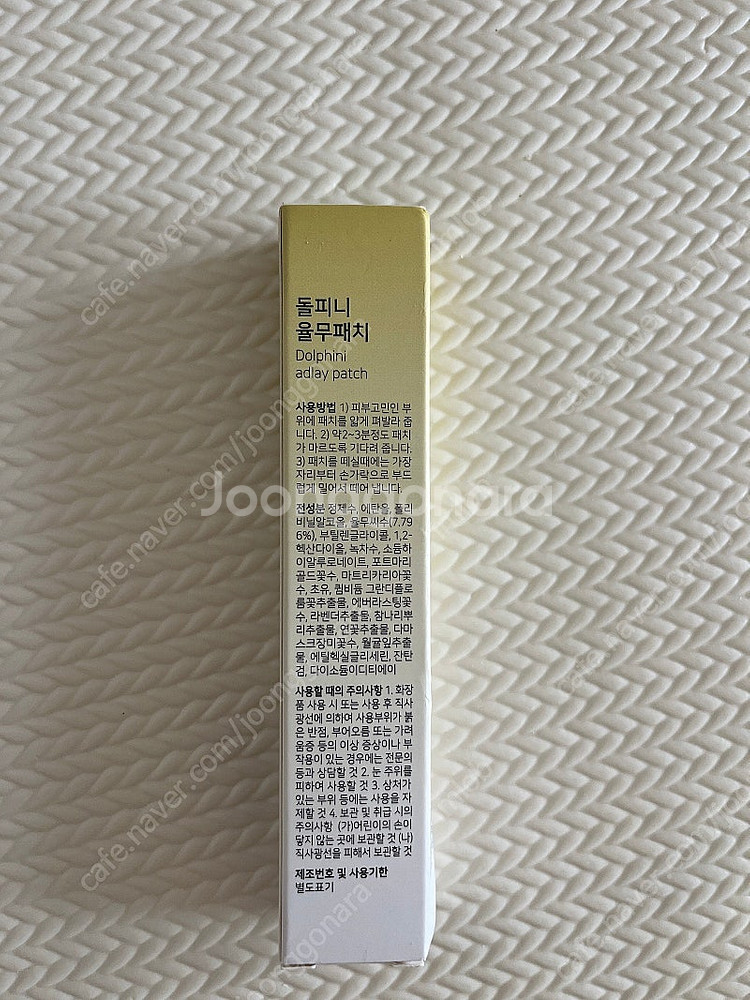 돌피니
율무패치
Dolphini
adlay patch
사용방법 1) 피부고민인 부
위에 패치를 얇게 펴발라 줍
니다. 2) 약2~3분정도 패치
가 마르도록 기다려 줍니다.
3) 패치를 떼실때에는 가장
자리부터 손가락으로 부드
럽게 밀어서 떼어 냅니다.
Joonggonara
전성분 정제수, 에탄올, 폴리
비닐알코올, 율무씨수(7.79
6%), 부틸렌글라이콜, 1,2-
헥산다이올, 녹차수, 소듐하
이알루로네이트, 포트마리
골드꽃수, 마트리카리아꽃
수, 초유, 큄비듐 그란디플로
룸꽃추출물, 에버라스팅꽃
수, 라벤더추출물, 참나리뿌
리추출물, 연꽃추출물, 다마
스크장미꽃수, 월귤잎추출
물, 에틸헥실글리세린, 잔탄
검, 다이소듐이디티에이
사용할 때의 주의사항 1. 화장
품 사용 시 또는 사용 후 직사
광선에 의하여 사용부위가 붉
은 반점, 부어오름 또는 가려
움증 등의 이상 증상이나 부
작용이 있는 경우에는 전문의
등과 상담할 것 2. 눈 주위를
피하여 사용할 것 3. 상처가
있는 부위 등에는 사용을 자
제할 것 4. 보관 및 취급 시의
주의사항 (가)어린이의 손이
닿지 않는 곳에 보관할 것 (나)
직사광선을 피해서 보관할 것
제조번호 및 사용기한
별도표기
cafe.naver.com/joonggonara